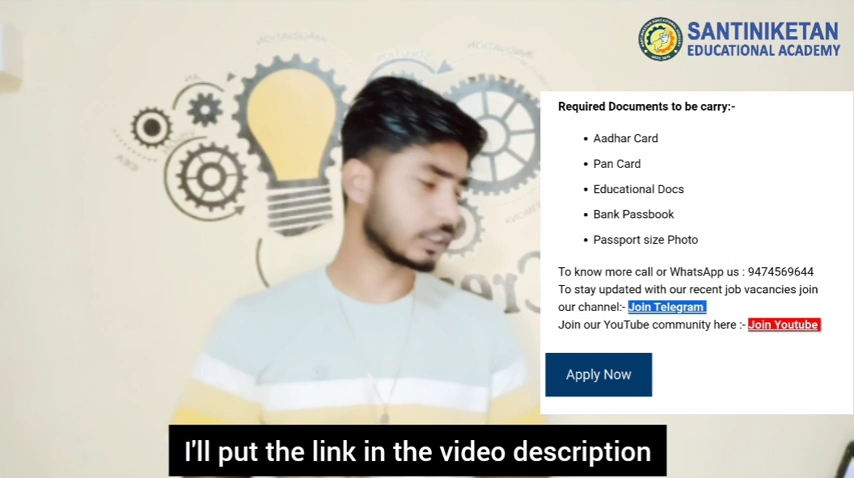 SANTINIKETAN
EDUCATIONAL ACADEMY
Required Documents to be carry:-
• Aadhar Card
• Pan Card
• Educational Docs
• Bank Passbook
• Passport size Photo
To know more call or WhatsApp us : 9474569644
To stay updated with our recent job vacancies join
our channel:- Join Telegram
Join our YouTube community here :- Join Youtube
Apply Now
I'll put the link in the video description